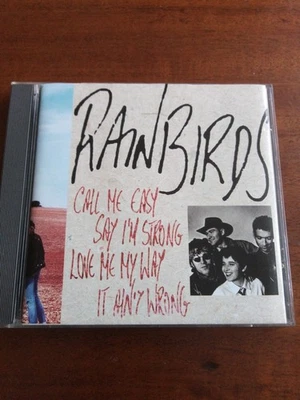 RAINBIRDS
CALL ME EASY
SAY I'M STRONG
LOVE ME MY WAY
IT AIN'T WRONG